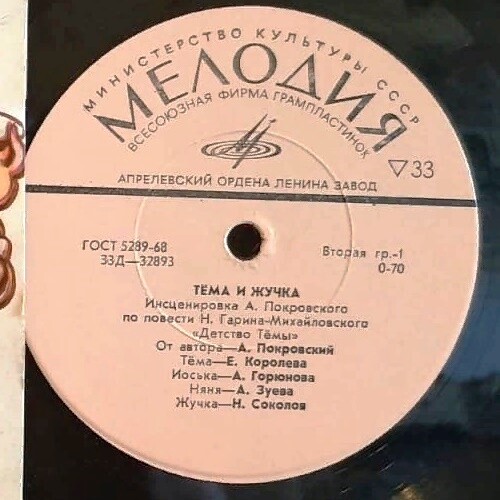 МИНИСТЕРСТВО КУЛЬТУРЫ СССР
МЕЛОДИЯ
ВСЕСОЮЗНАЯ ФИРМА ГРАМПЛАСТИНОК
▽33
АПРЕЛЕВСКИЙ ОРДЕНА ЛЕНИНА ЗАВОД
ГОСТ 5289-68
33Д—32893
Вторая гр.-1
0-70
ТЕМА И ЖУЧКА
Инсценировка А. Покровского
по повести Н. Гарина-Михайловского
«Детство Тёмы»
От автора—А. Покровский
Тёма—Е. Королева
Иоська—А. Горюнова
Няня—А. Зуева
Жучка—Н. Соколов